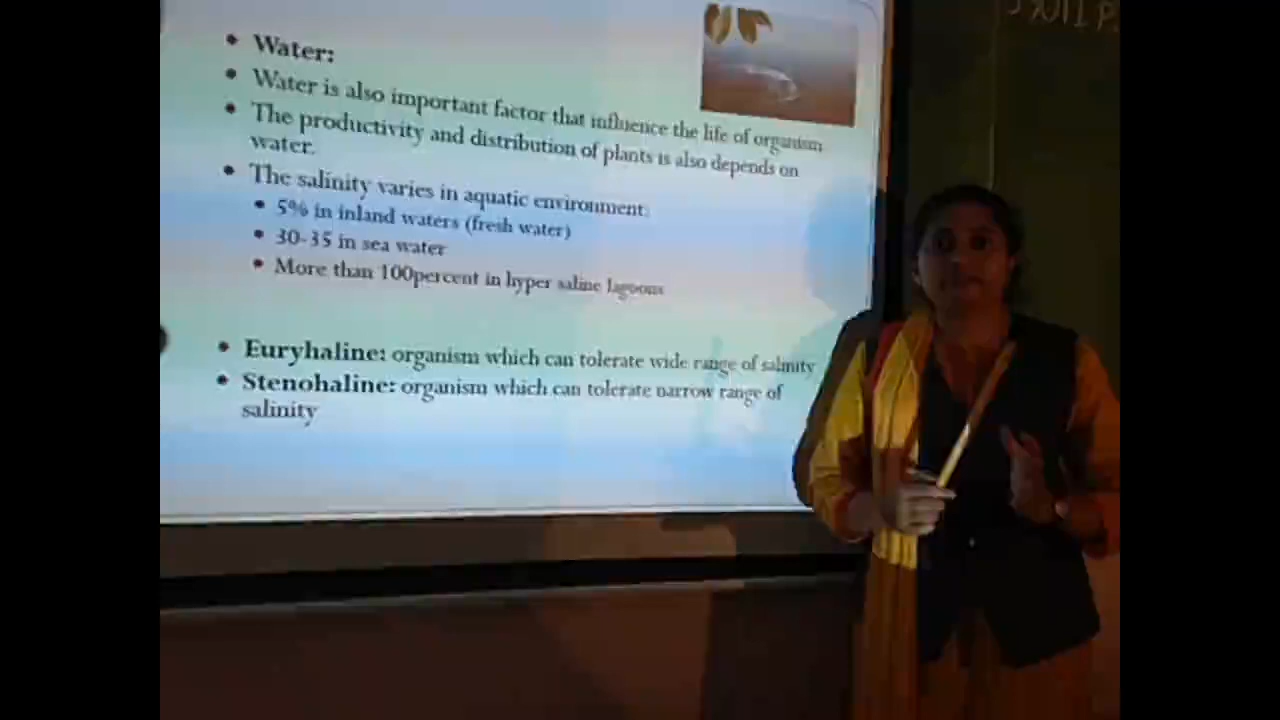 Water:
Water is also important factor that influence the life of organism.
The productivity and distribution of plants is also depends on
water.
The salinity varies in aquatic environment.
5% in inland waters (fresh water)
30-35 in sea water
More than 100percent in hyper saline lagoons
Euryhaline: organism which can tolerate wide range of salinity
Stenohaline: organism which can tolerate narrow range of
salinity